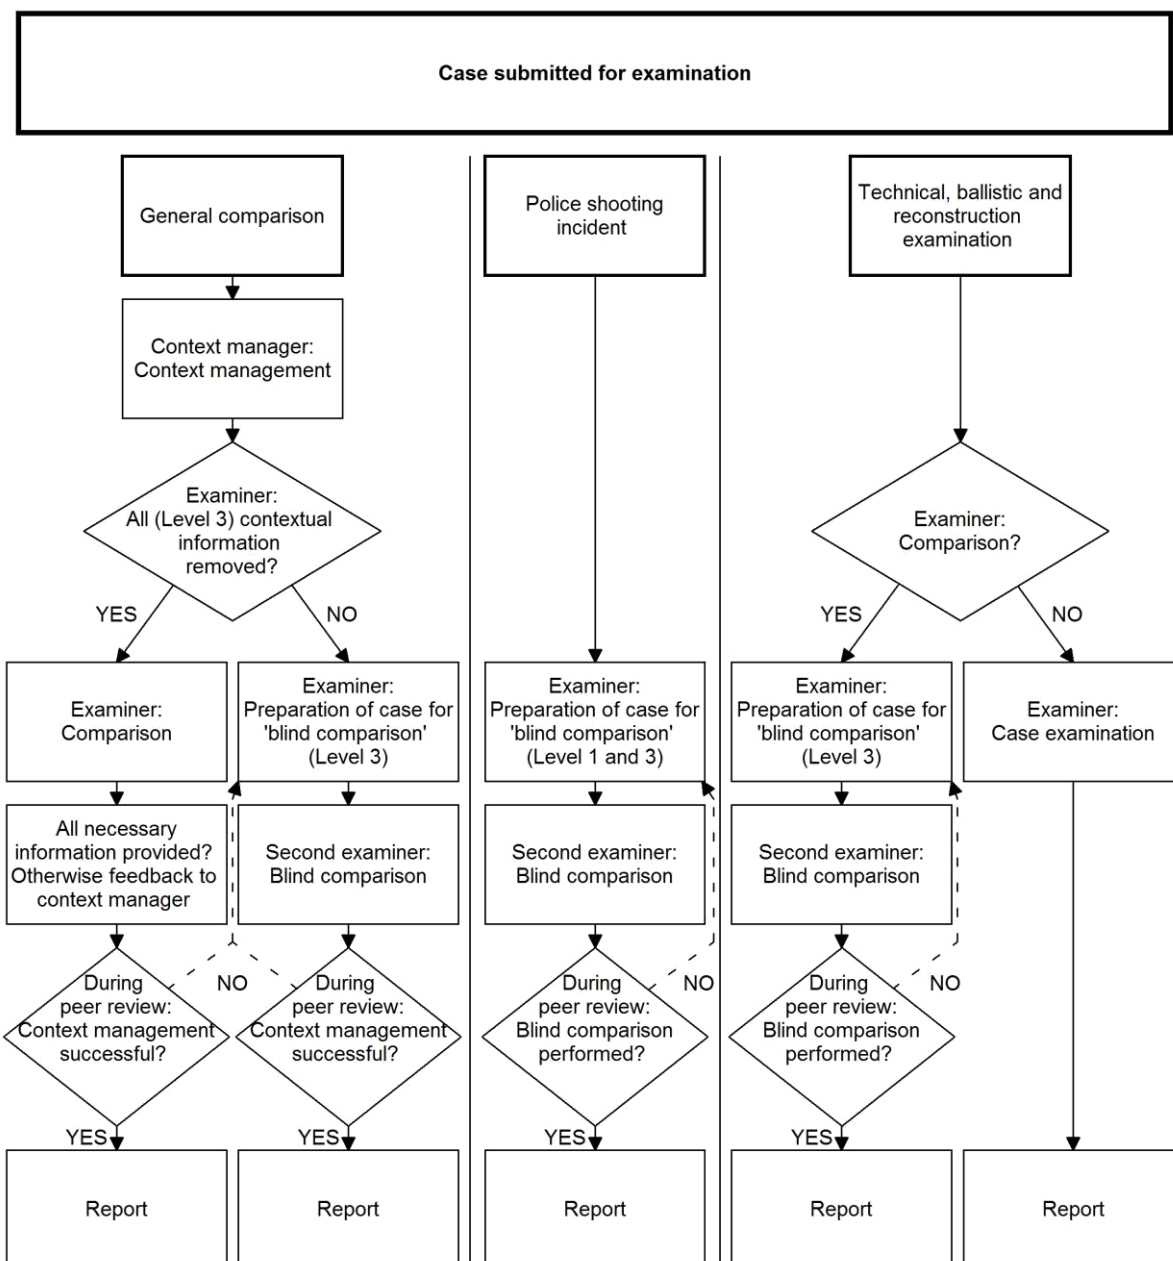 Case submitted for examination
General comparison
Police shooting
incident
Technical, ballistic and
reconstruction
examination
Context manager:
Context management
Examiner:
All (Level 3) contextual
information
removed?
Examiner:
Comparison?
YES
NO
YES
NO
Examiner:
Comparison
Examiner:
Preparation of case for
'blind comparison'
(Level 3)
Examiner:
Preparation of case for
'blind comparison'
(Level 1 and 3)
Examiner:
Preparation of case for
'blind comparison'
(Level 3)
Examiner:
Case examination
All necessary
information provided?
Otherwise feedback to
context manager
Second examiner:
Blind comparison
Second examiner:
Blind comparison
Second examiner:
Blind comparison
During
peer review:
Context management
successful?
NO
During
peer review:
Context management
successful?
During
peer review:
Blind comparison
performed?
NO
During
peer review:
Blind comparison
performed?
NO
YES
YES
YES
YES
Report
Report
Report
Report
Report